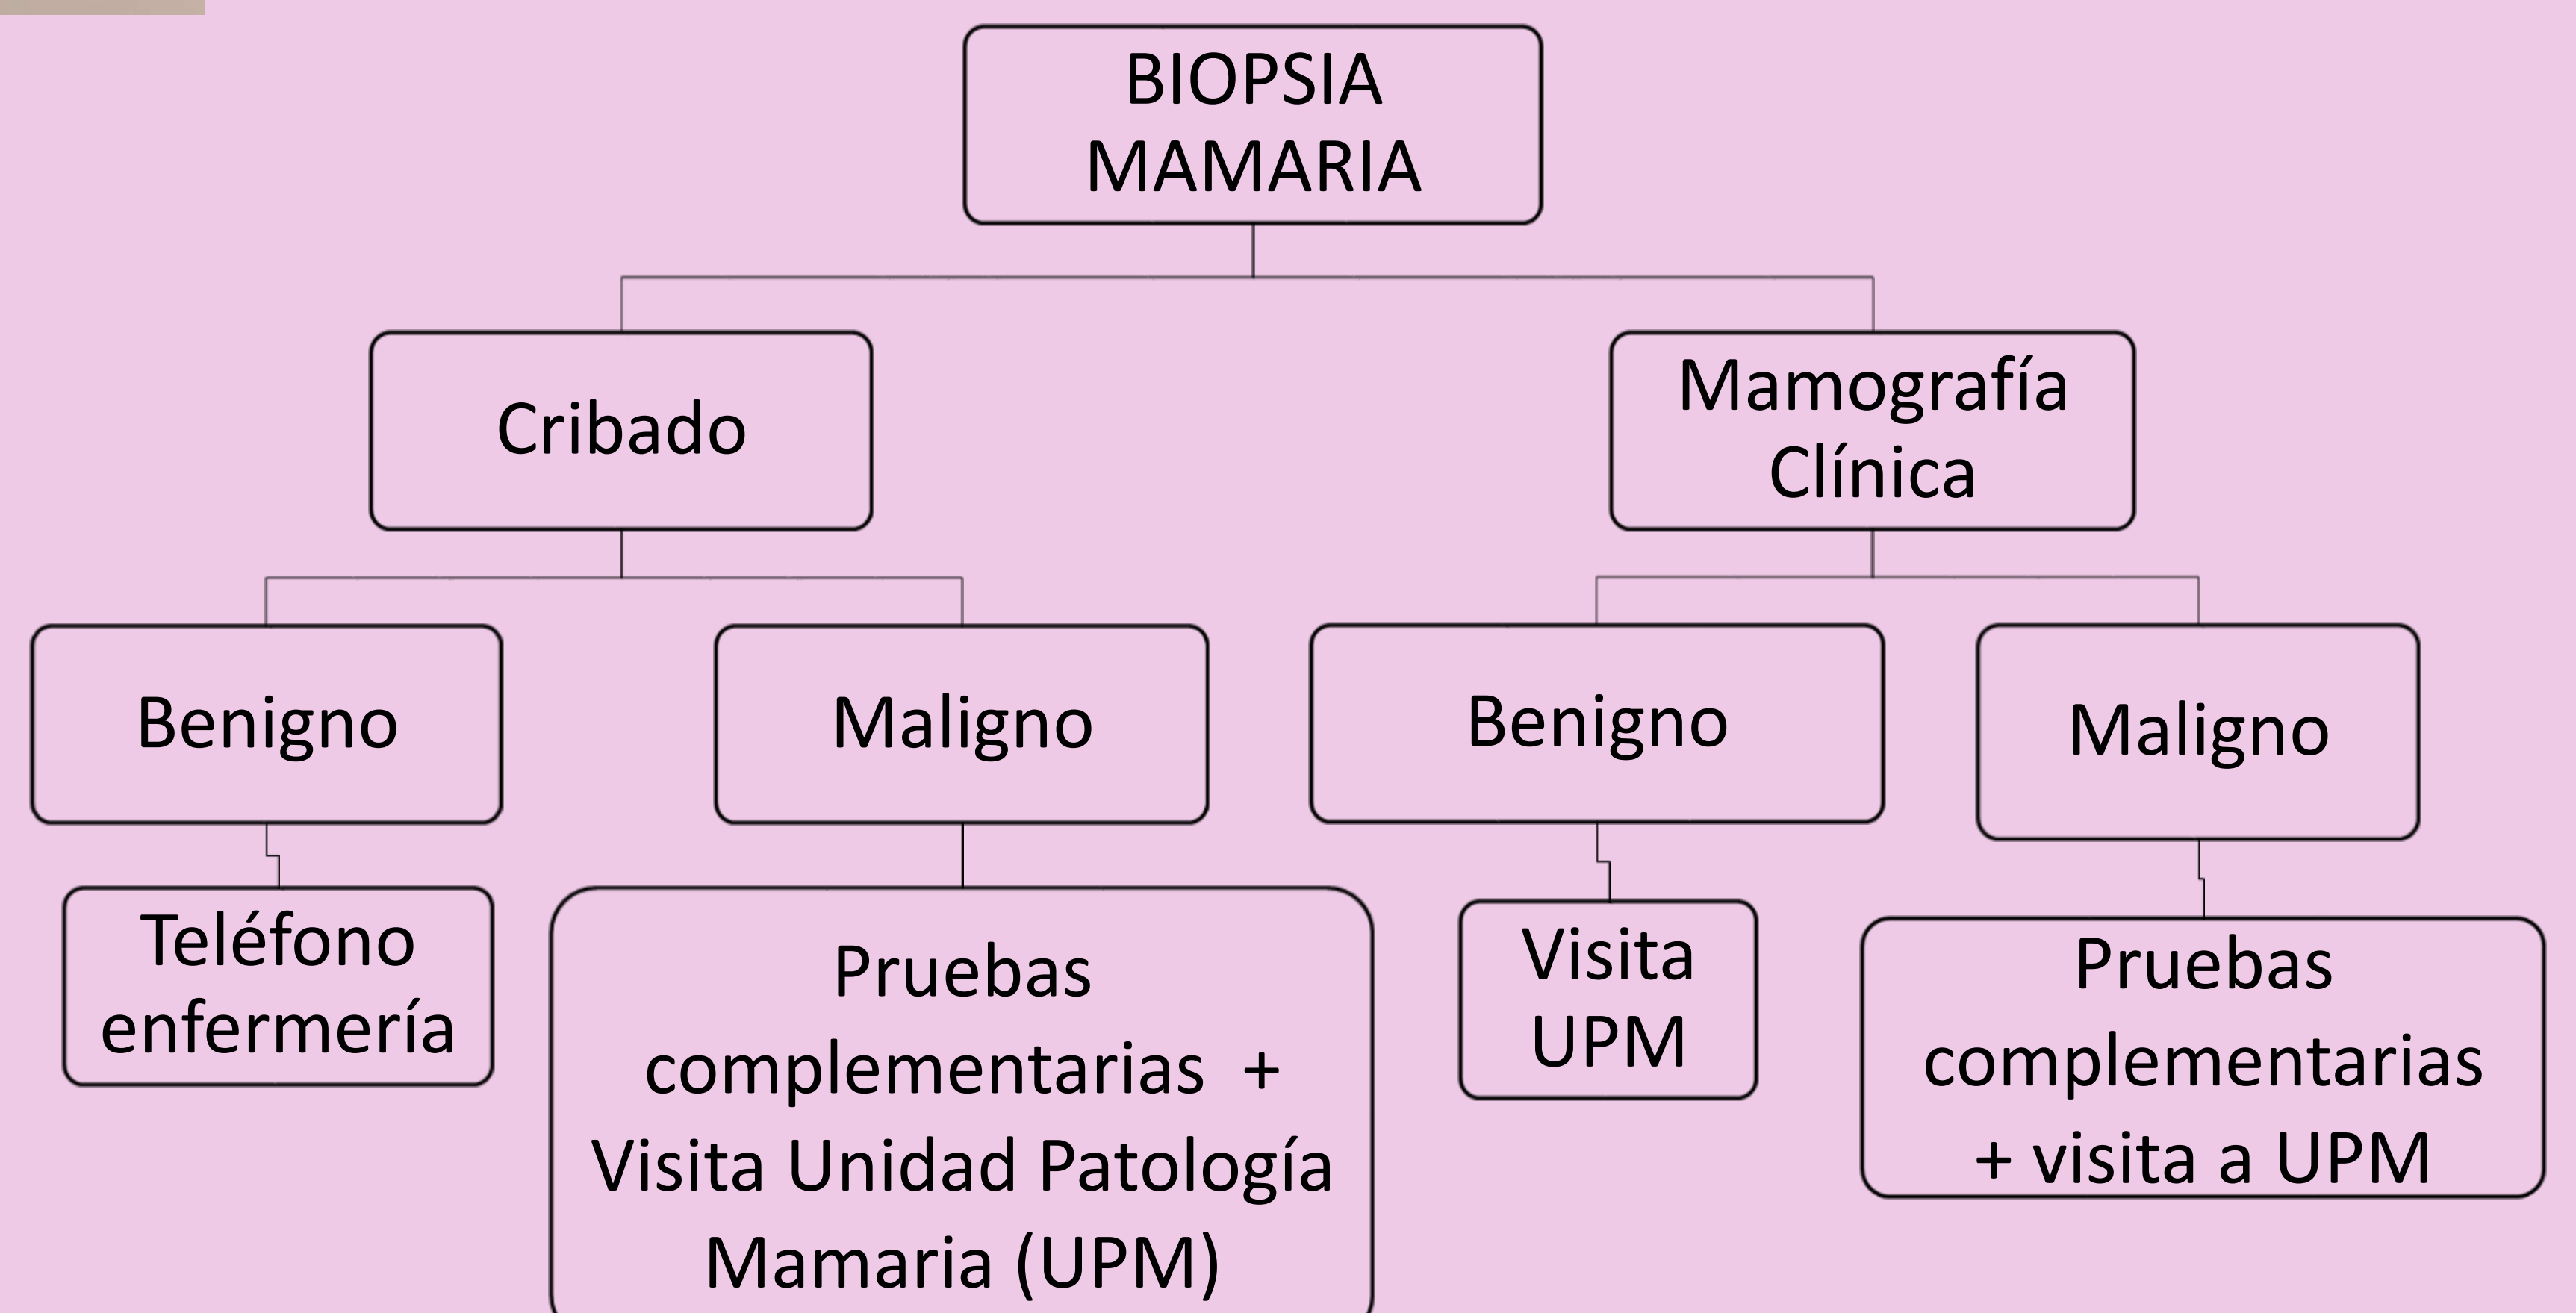 BIOPSIA
MAMARIA
Cribado
Mamografía
Clínica
Benigno
Maligno
Benigno
Maligno
Teléfono
enfermería
Pruebas
complementarias +
Visita Unidad Patología
Mamaria (UPM)
Visita
UPM
Pruebas
complementarias
+ visita a UPM